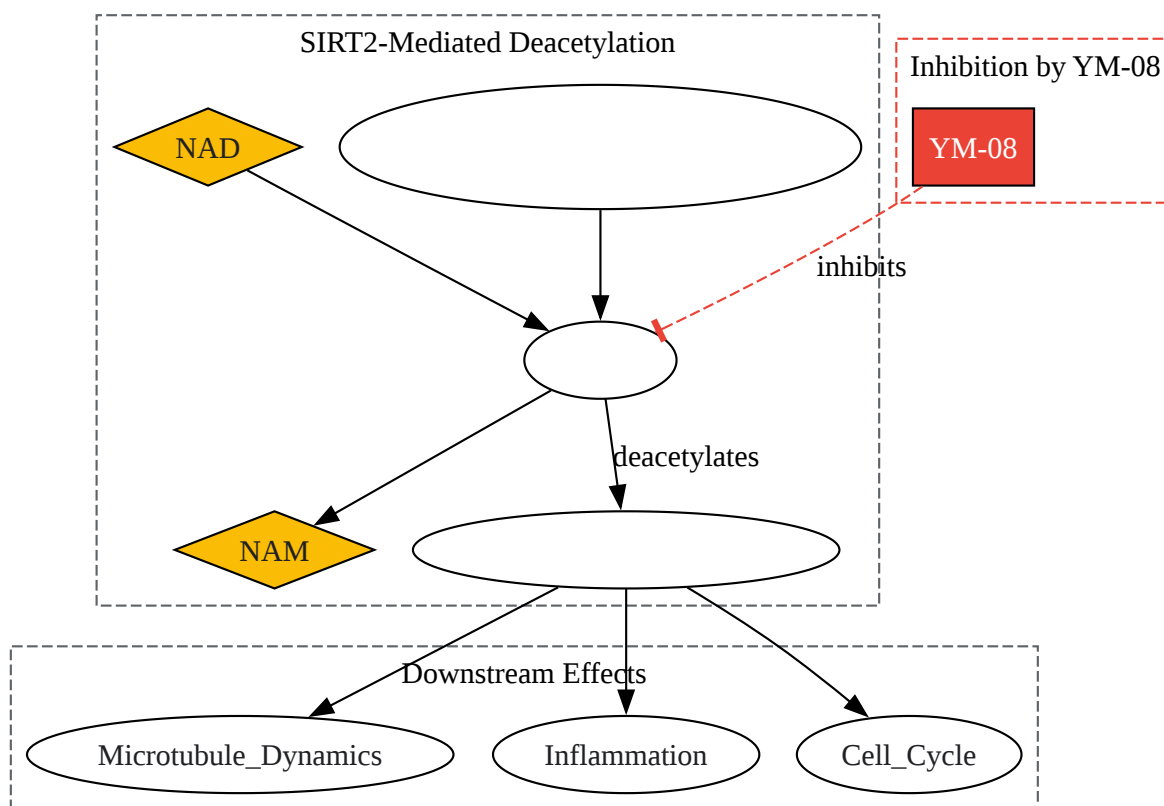 SIRT2-Mediated Deacetylation
Inhibition by YM-08
NAD
YM-08
inhibits
deacetylates
NAM
Downstream Effects
Microtubule_Dynamics
Inflammation
Cell_Cycle